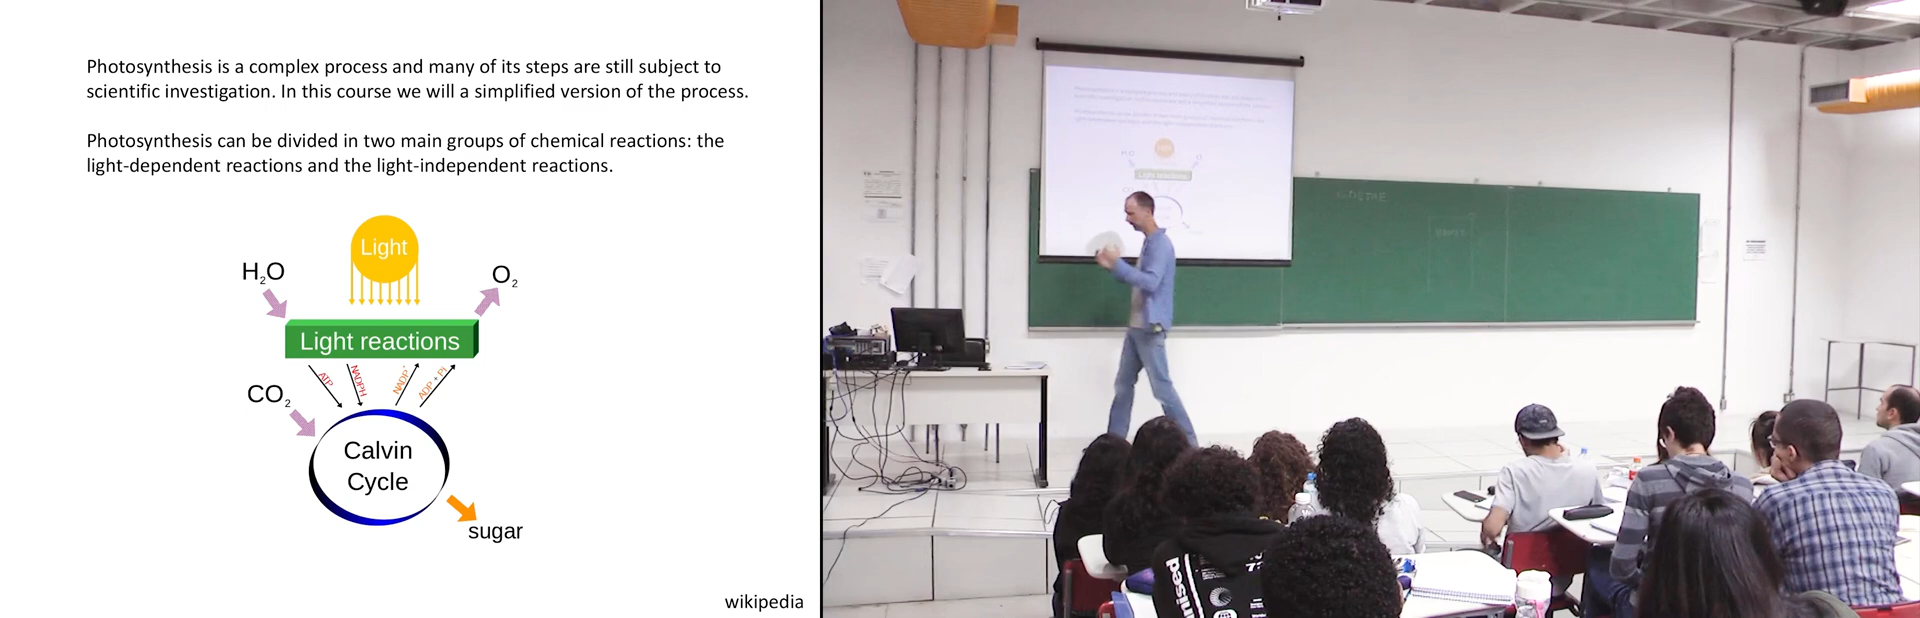 Photosynthesis is a complex process and many of its steps are still subject to
scientific investigation. In this course we will a simplified version of the process.
Photosynthesis can be divided in two main groups of chemical reactions: the
light-dependent reactions and the light-independent reactions.
Light
H₂O
O₂
Light reactions
ATP
NADPH
NADP⁺
ADP + Pi
CO₂
Calvin
Cycle
sugar
wikipedia
Light reactions
nised